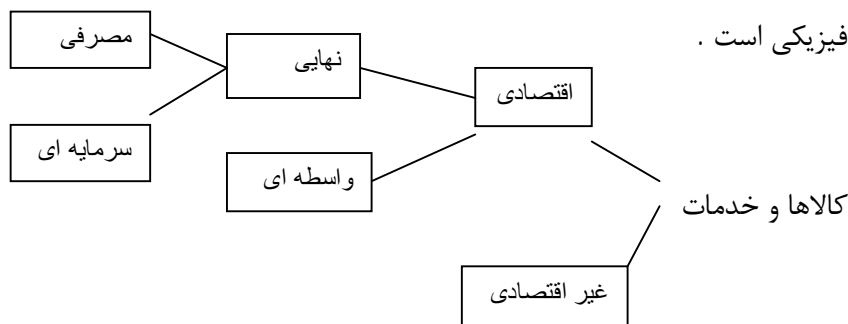 فیزیکی است .
مصرفی
نهایی
اقتصادی
سرمایه ای
واسطه ای
کالاها و خدمات
غیر اقتصادی